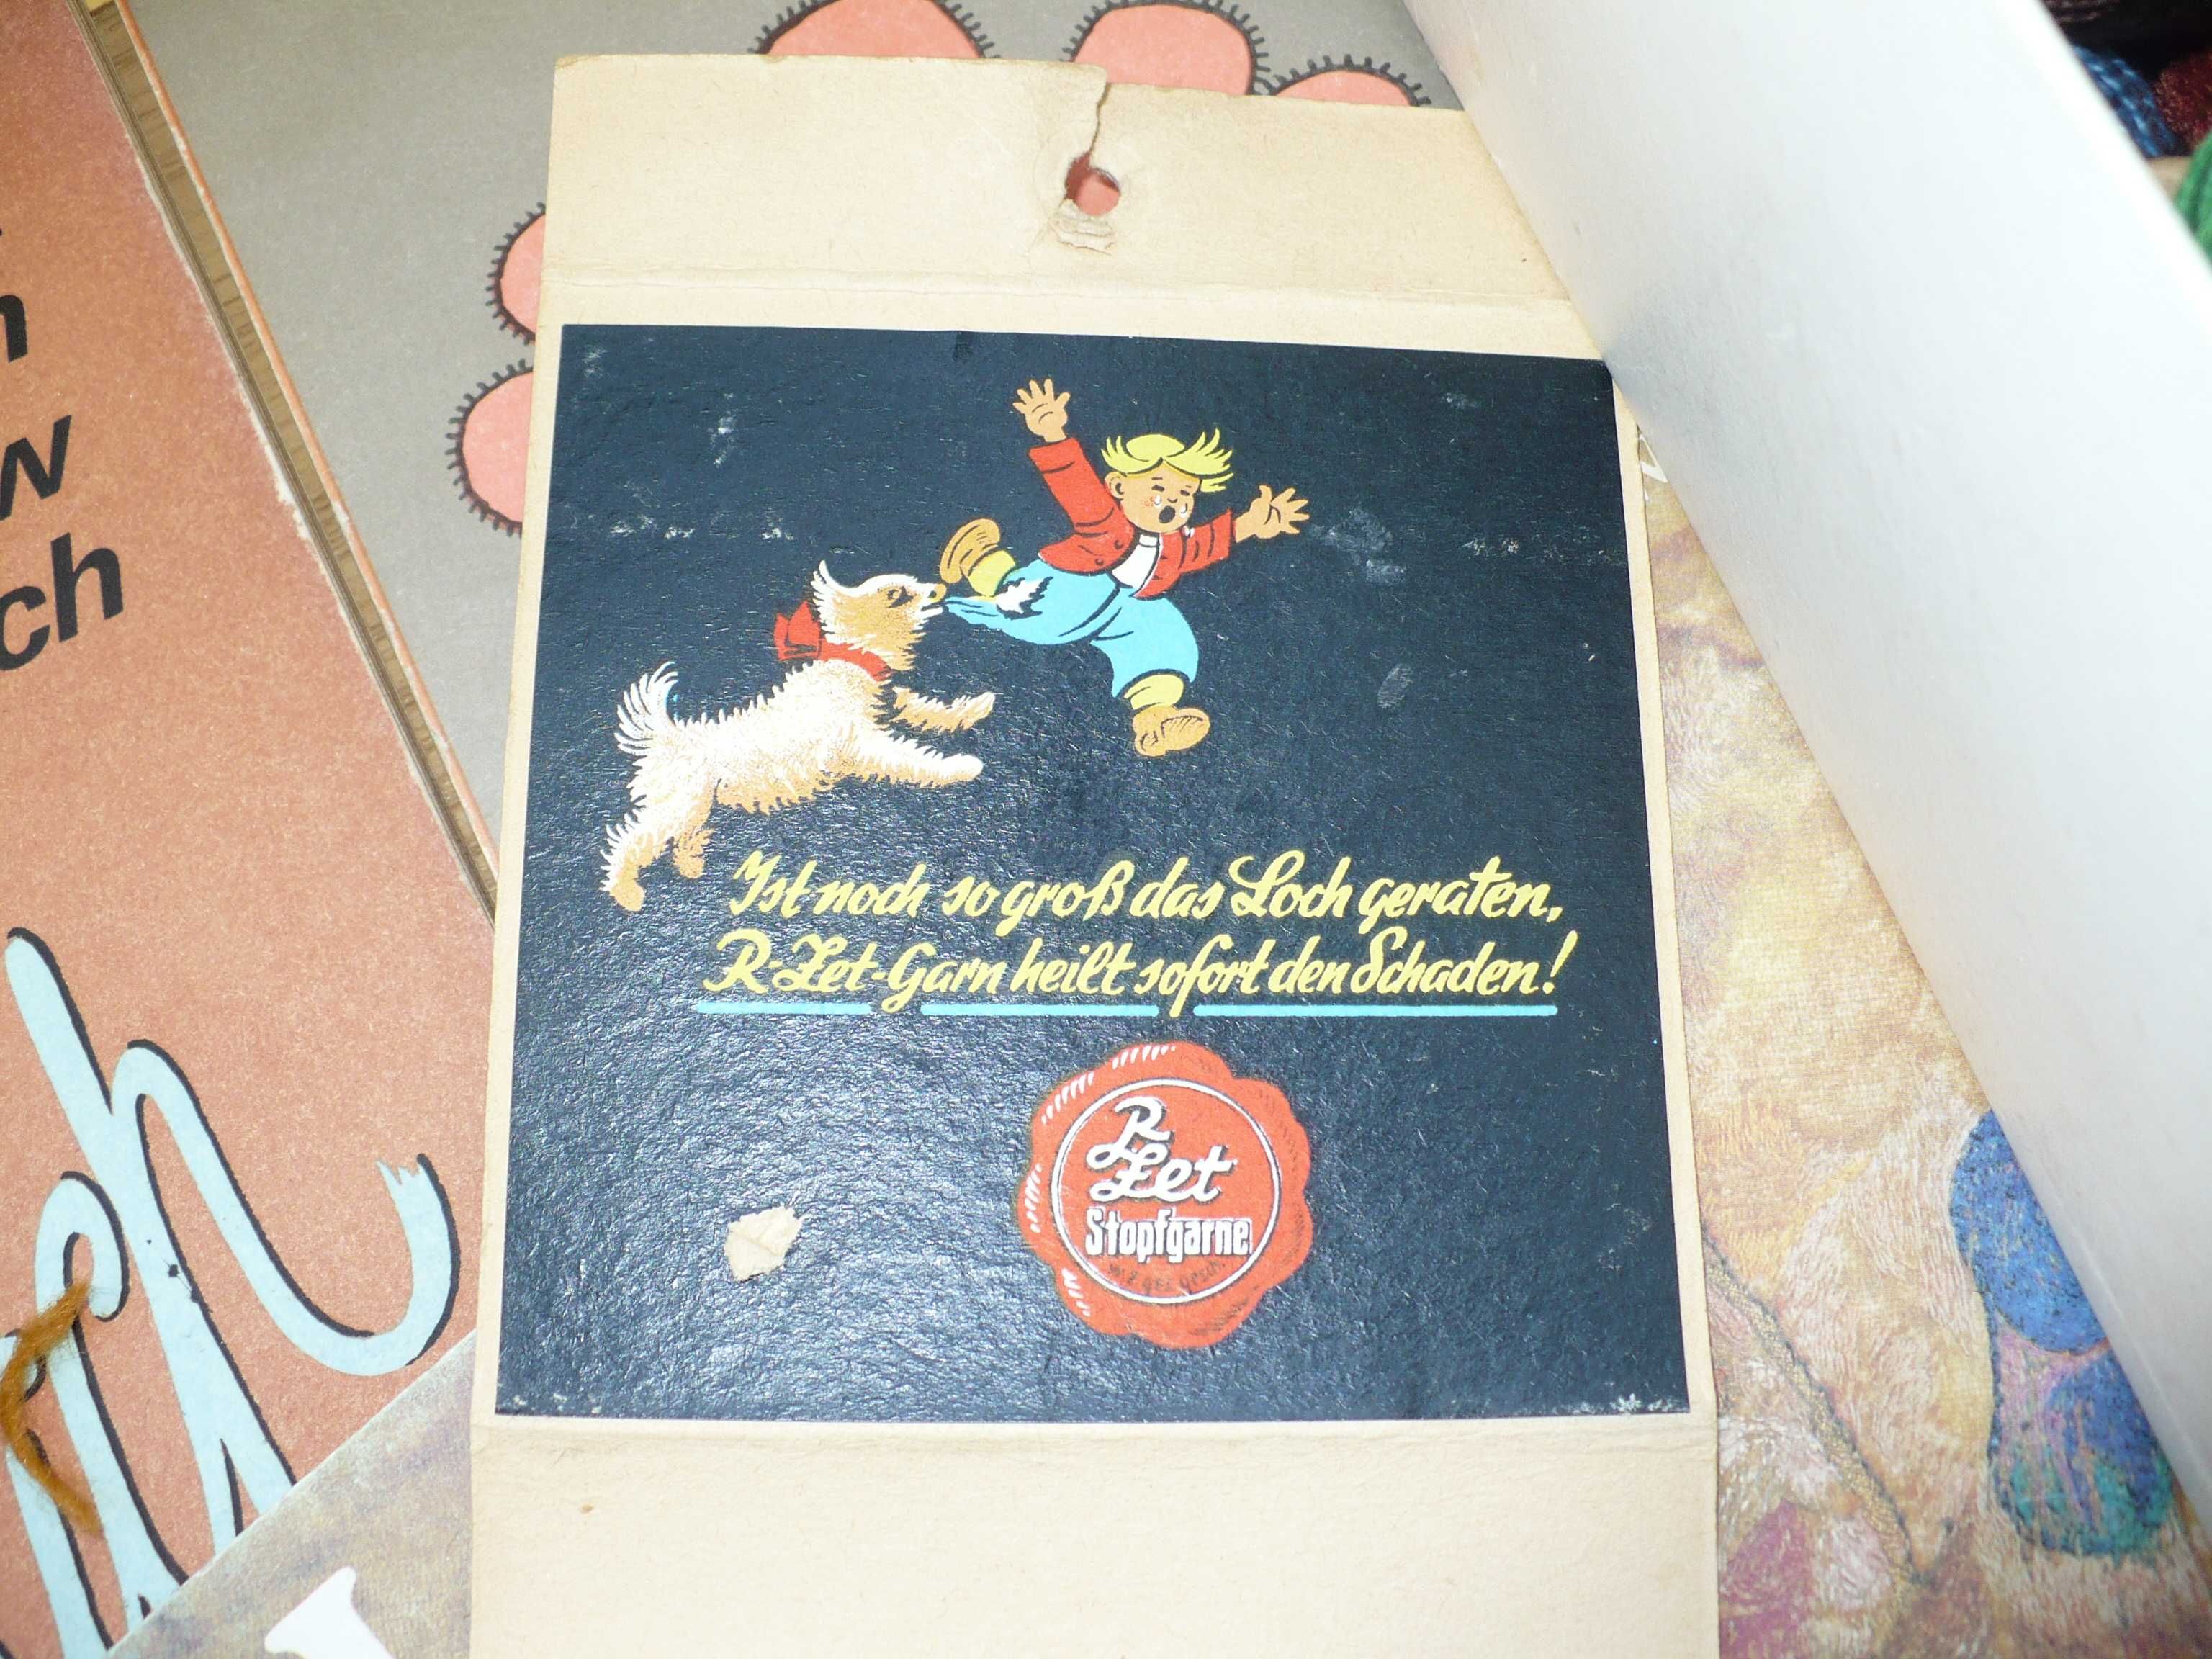 w
ch
Ist noch so groß das Loch geraten,
R-Zet-Garn heilt sofort den Schaden!
R
Zet
Stopfgarne